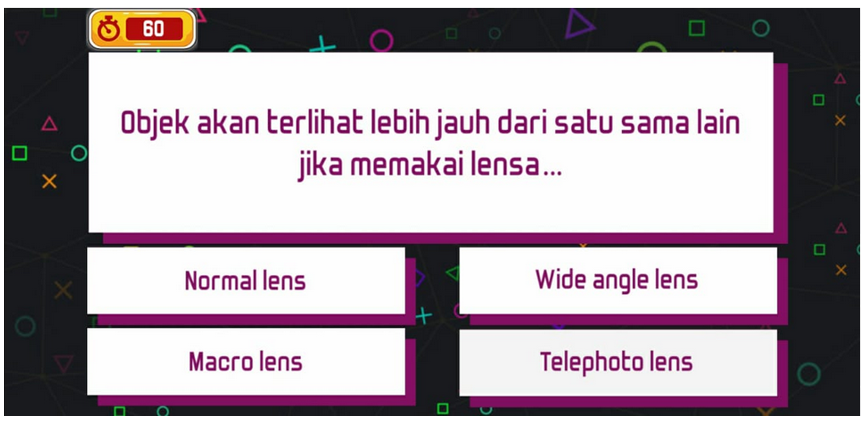 60
Objek akan terlihat lebih jauh dari satu sama lain
jika memakai lensa...
Normal lens
Wide angle lens
Macro lens
Telephoto lens